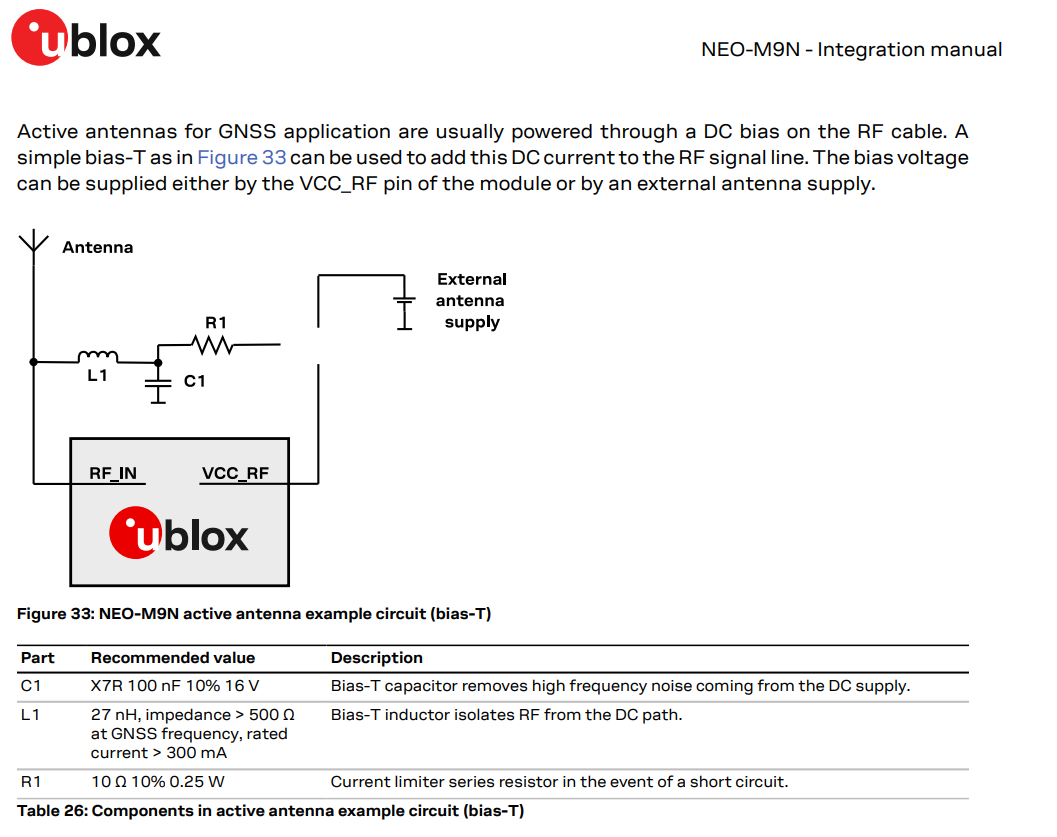 ublox
NEO-M9N - Integration manual
Active antennas for GNSS application are usually powered through a DC bias on the RF cable. A
simple bias-T as in Figure 33 can be used to add this DC current to the RF signal line. The bias voltage
can be supplied either by the VCC_RF pin of the module or by an external antenna supply.
Antenna
External
antenna
supply
R1
L1
C1
RF_IN
VCC_RF
ublox
Figure 33: NEO-M9N active antenna example circuit (bias-T)
Part Recommended value Description
C1 X7R 100 nF 10% 16 V Bias-T capacitor removes high frequency noise coming from the DC supply.
L1 27 nH, impedance > 500 Ω Bias-T inductor isolates RF from the DC path.
at GNSS frequency, rated
current > 300 mA
R1 10 Ω 10% 0.25 W Current limiter series resistor in the event of a short circuit.
Table 26: Components in active antenna example circuit (bias-T)